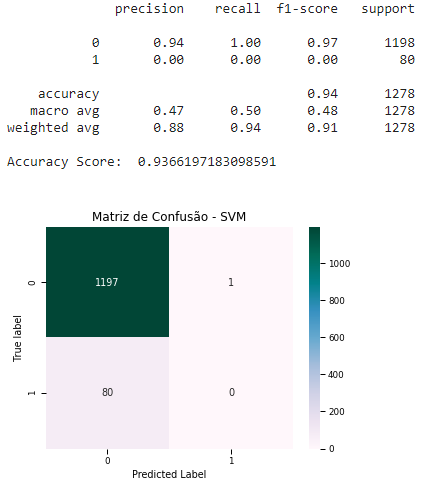 precision recall f1-score support
0 0.94 1.00 0.97 1198
1 0.00 0.00 0.00 80
accuracy 0.94 1278
macro avg 0.47 0.50 0.48 1278
weighted avg 0.88 0.94 0.91 1278
Accuracy Score: 0.9366197183098591
Matriz de Confusão - SVM
True label
0
1
1197 1
80 0
0 1
Predicted Label
1000
800
600
400
200
0